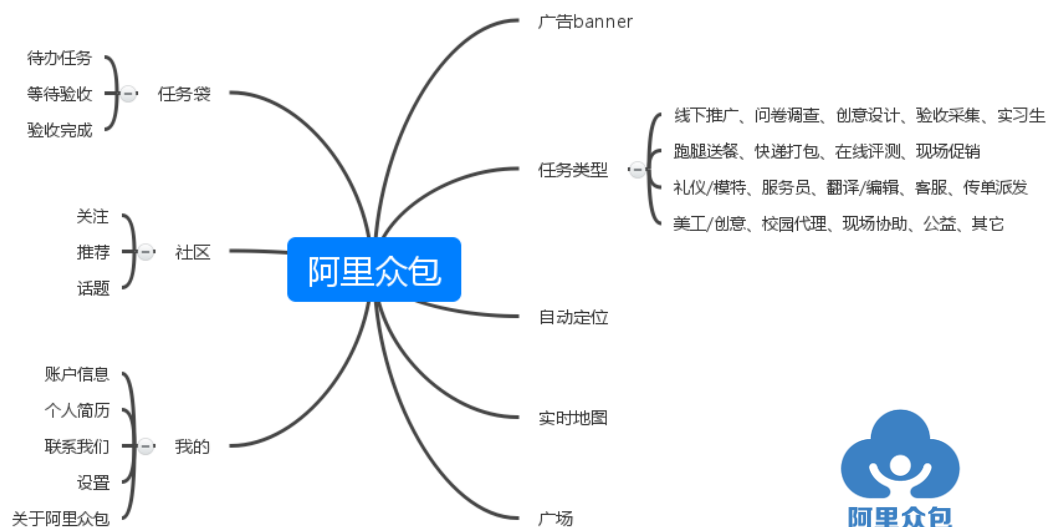 阿里众包
广告banner
任务类型
线下推广、问卷调查、创意设计、验收采集、实习生
跑腿送餐、快递打包、在线评测、现场促销
礼仪/模特、服务员、翻译/编辑、客服、传单派发
美工/创意、校园代理、现场协助、公益、其它
自动定位
实时地图
广场
任务袋
待办任务
等待验收
验收完成
社区
关注
推荐
话题
我的
账户信息
个人简历
联系我们
设置
关于阿里众包
阿里众包